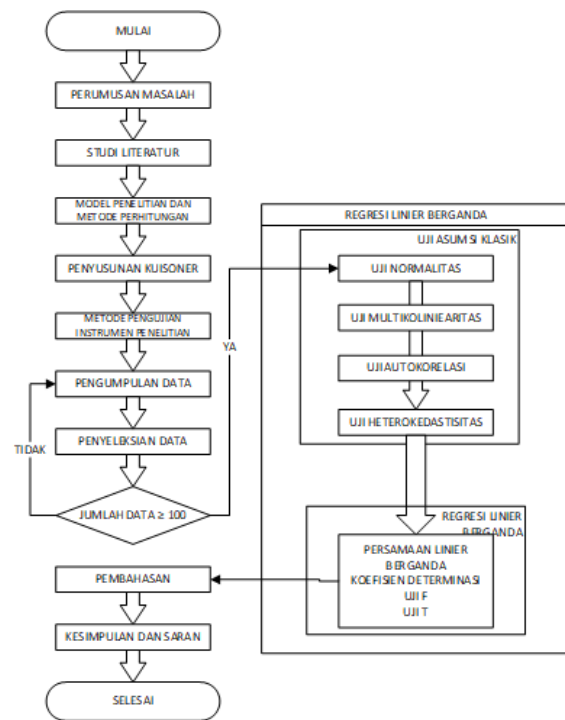 MULAI
PERUMUSAN MASALAH
STUDI LITERATUR
MODEL PENELITIAN DAN
METODE PERHITUNGAN
PENYUSUNAN KUISONER
METODE PENGUJIAN
INSTRUMEN PENELITIAN
PENGUMPULAN DATA
PENYELEKSIAN DATA
TIDAK
JUMLAH DATA ≥ 100
YA
REGRESI LINIER BERGANDA
UJI ASUMSI KLASIK
UJI NORMALITAS
UJI MULTIKOLINIEARITAS
UJI AUTOKORELASI
UJI HETEROKEDASTISITAS
REGRESI LINIER
BERGANDA
PERSAMAAN LINIER
BERGANDA
KOEFISIEN DETERMINASI
UJI F
UJI T
PEMBAHASAN
KESIMPULAN DAN SARAN
SELESAI